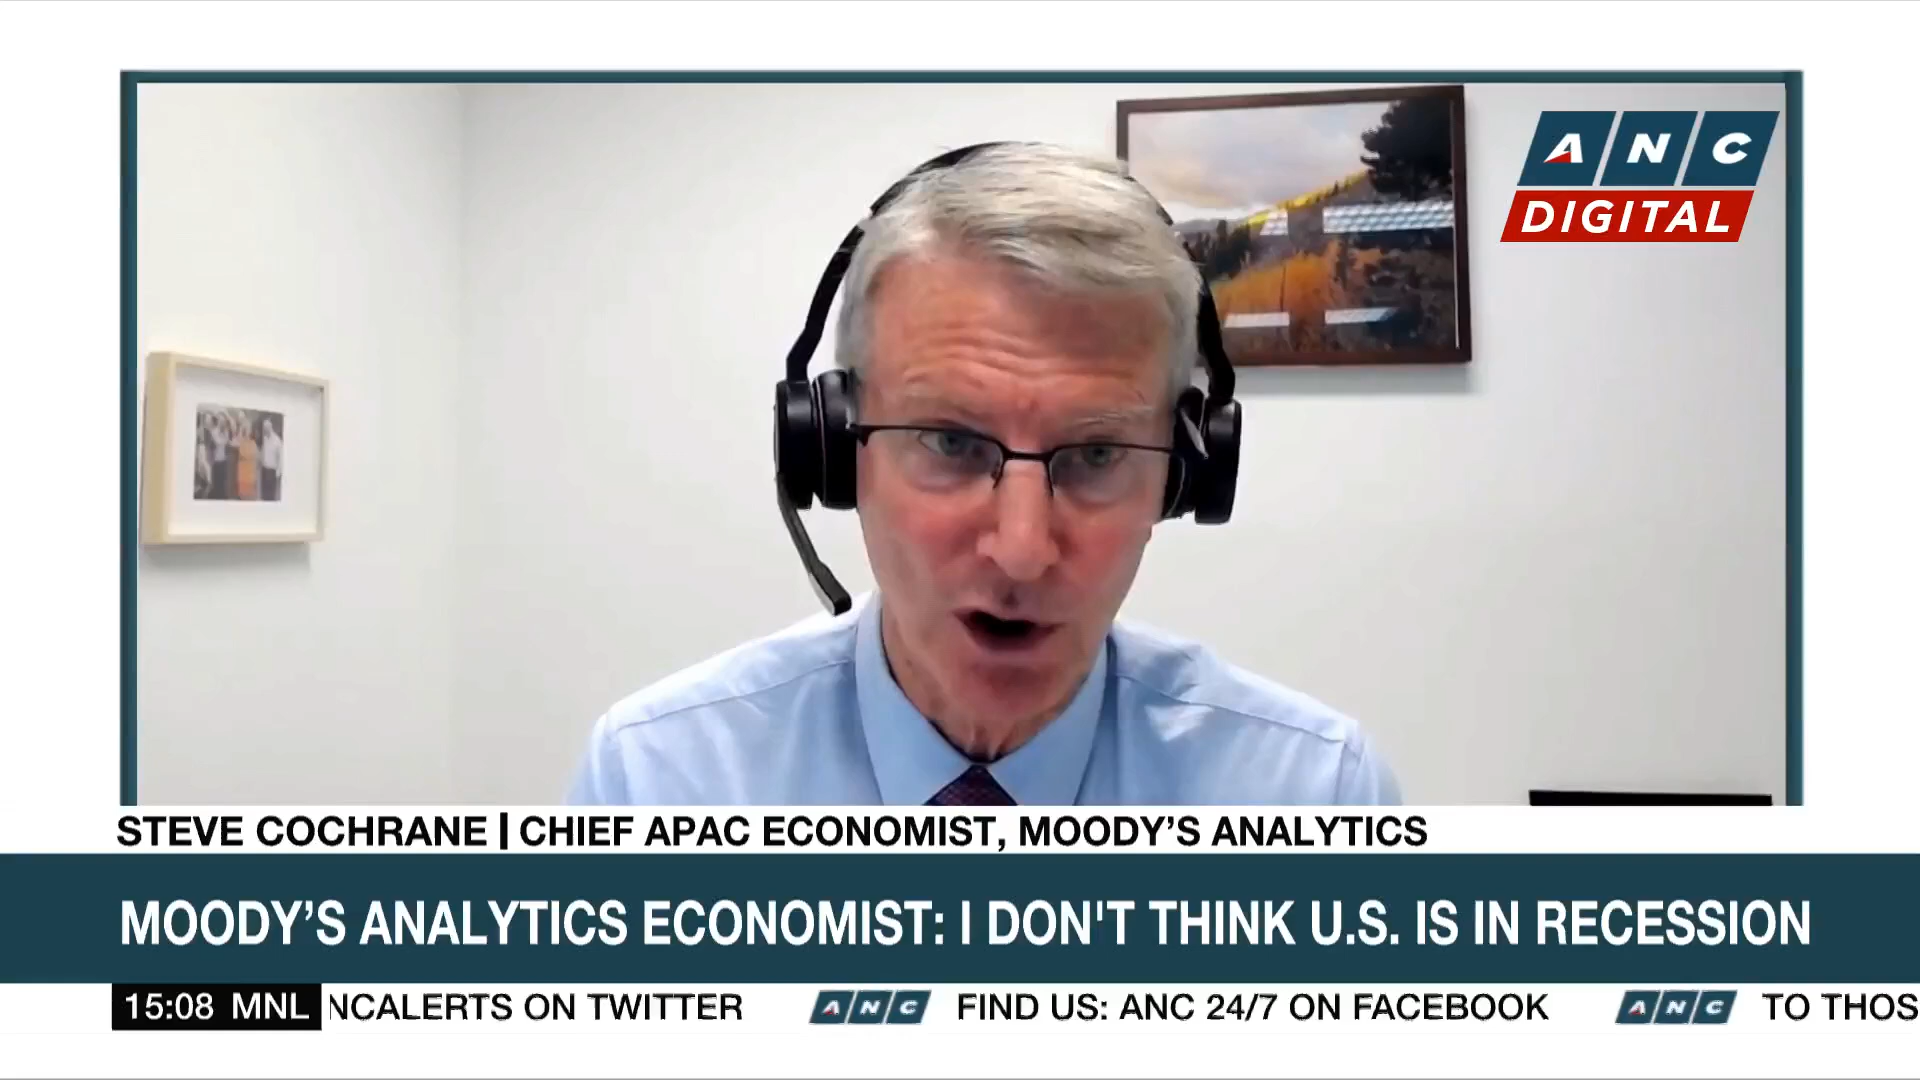 ANC
DIGITAL
STEVE COCHRANE | CHIEF APAC ECONOMIST, MOODY’S ANALYTICS
MOODY’S ANALYTICS ECONOMIST: I DON'T THINK U.S. IS IN RECESSION
15:08 MNL NCALERTS ON TWITTER ANC FIND US: ANC 24/7 ON FACEBOOK ANC TO THOS